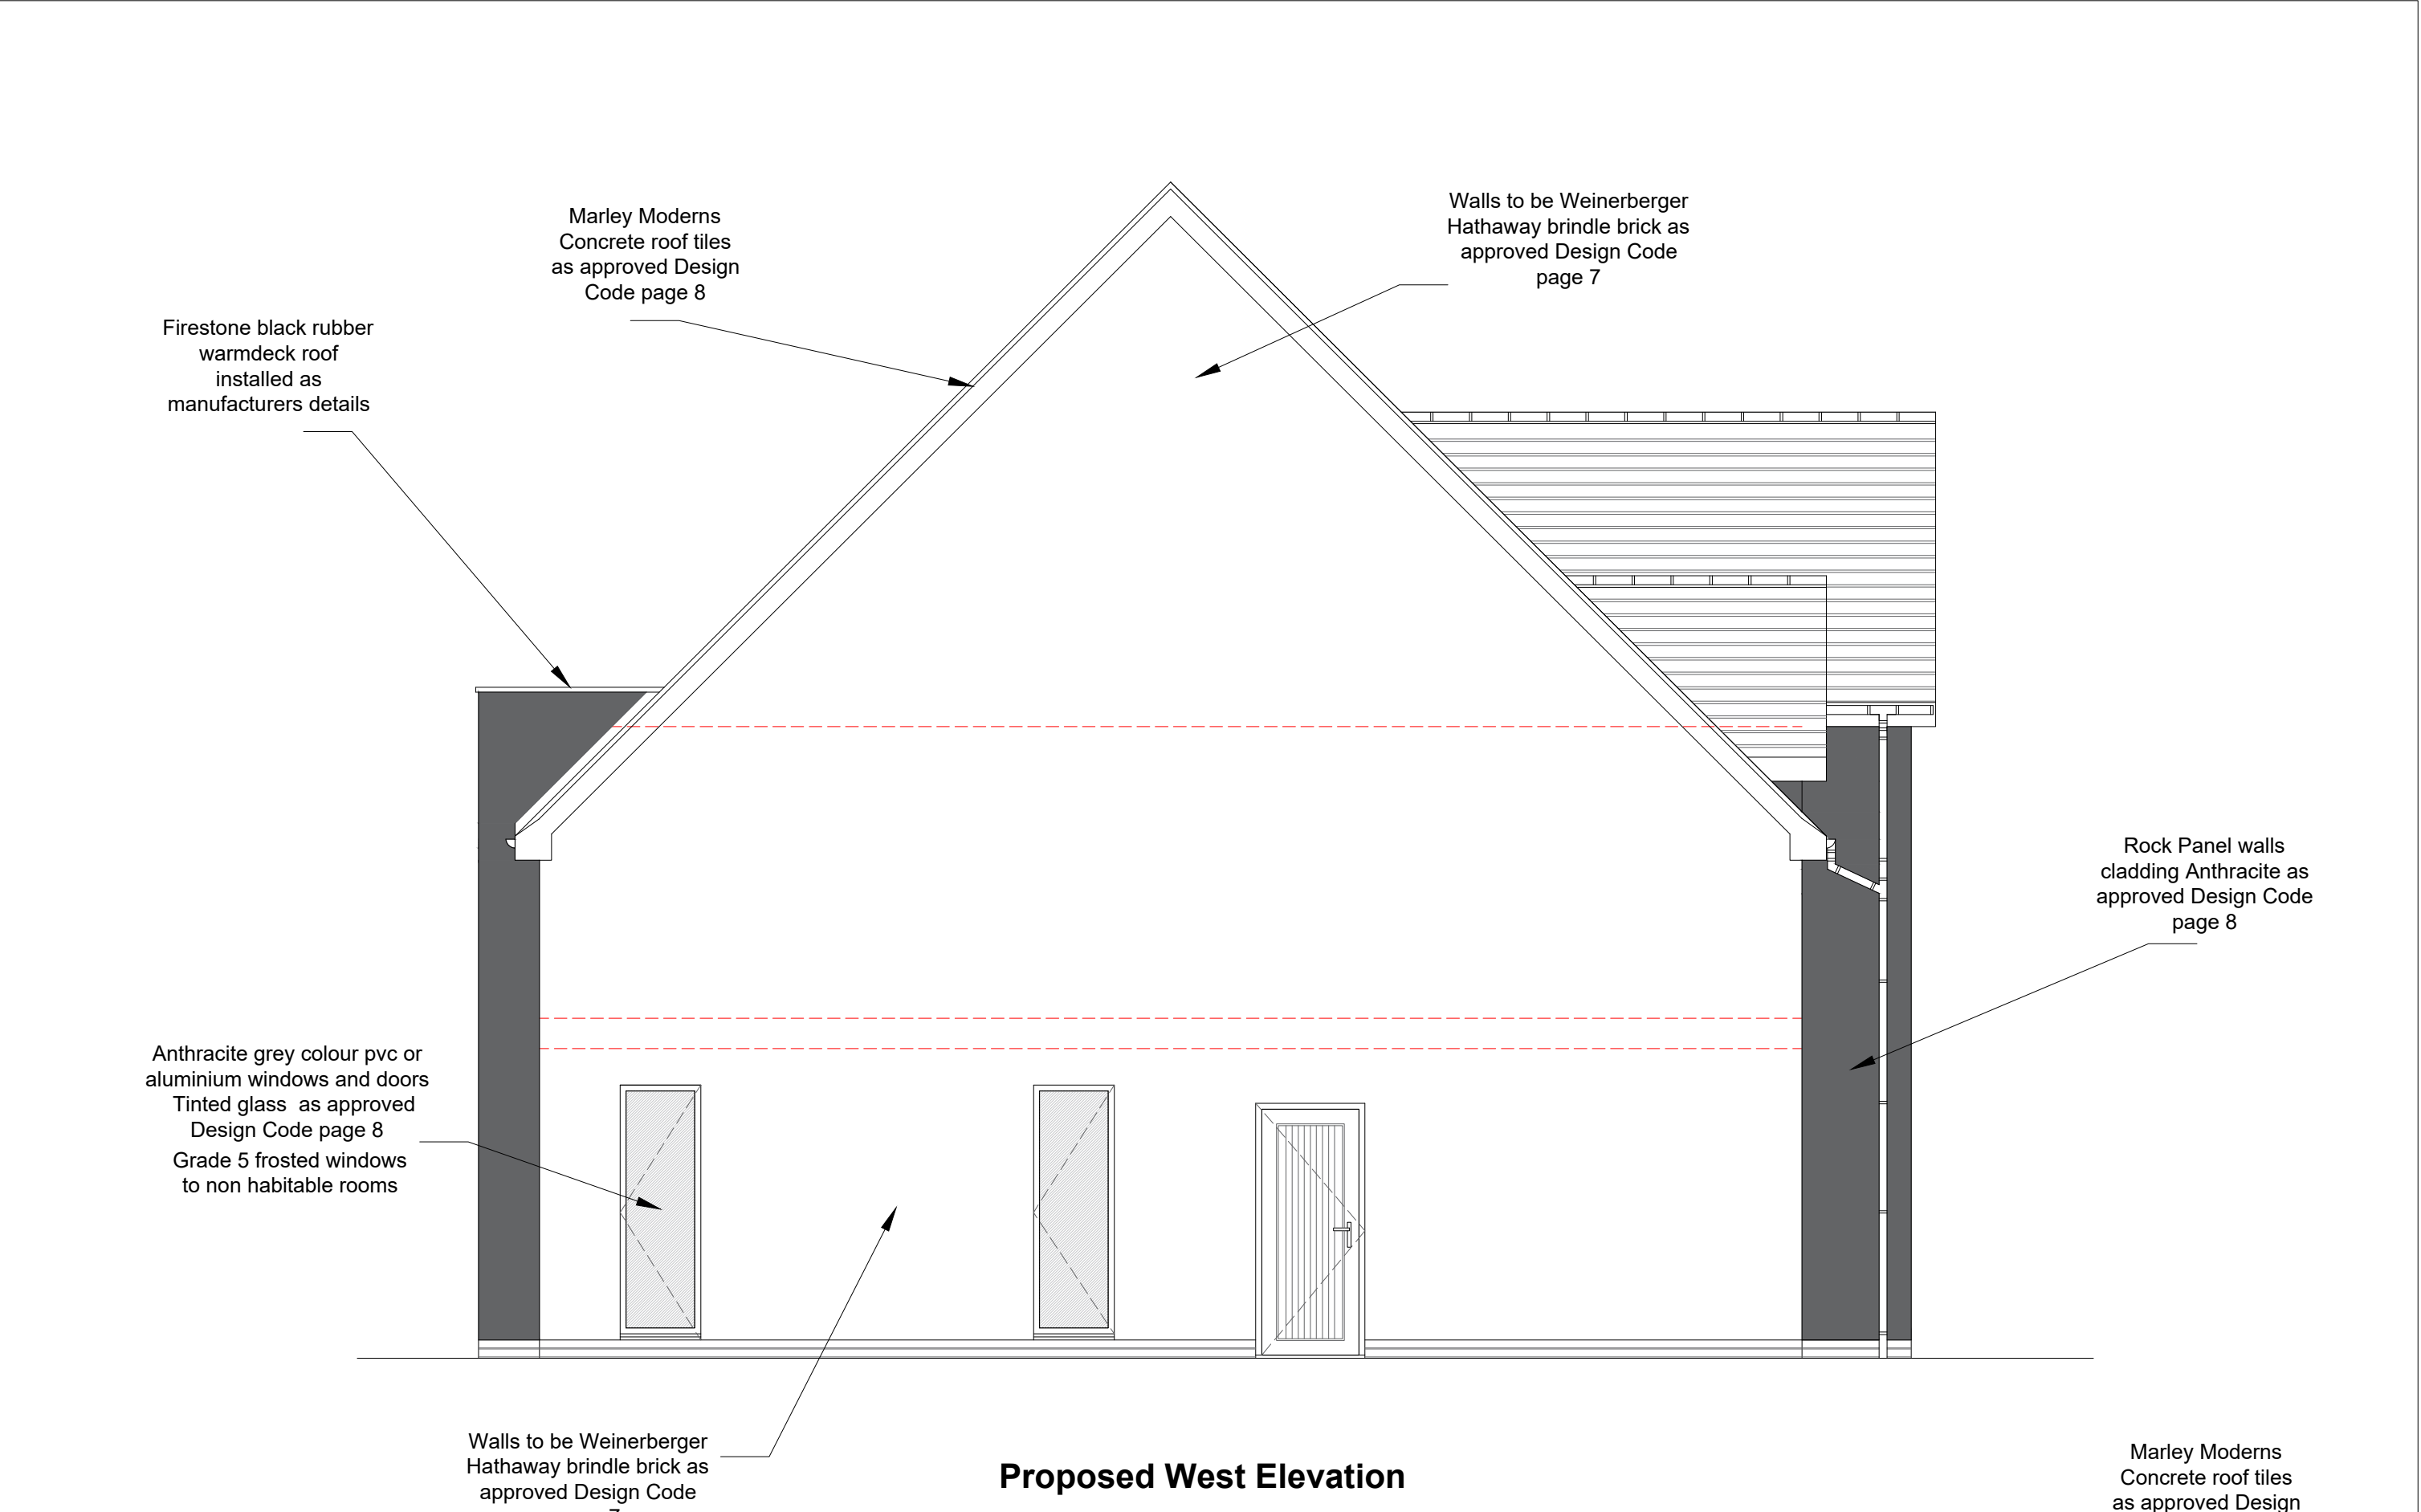 Marley Moderns
Concrete roof tiles
as approved Design
Code page 8
Walls to be Weinerberger
Hathaway brindle brick as
approved Design Code
page 7
Firestone black rubber
warmdeck roof
installed as
manufacturers details
Rock Panel walls
cladding Anthracite as
approved Design Code
page 8
Anthracite grey colour pvc or
aluminium windows and doors
Tinted glass as approved
Design Code page 8
Grade 5 frosted windows
to non habitable rooms
Walls to be Weinerberger
Hathaway brindle brick as
approved Design Code
Proposed West Elevation
Marley Moderns
Concrete roof tiles
as approved Design